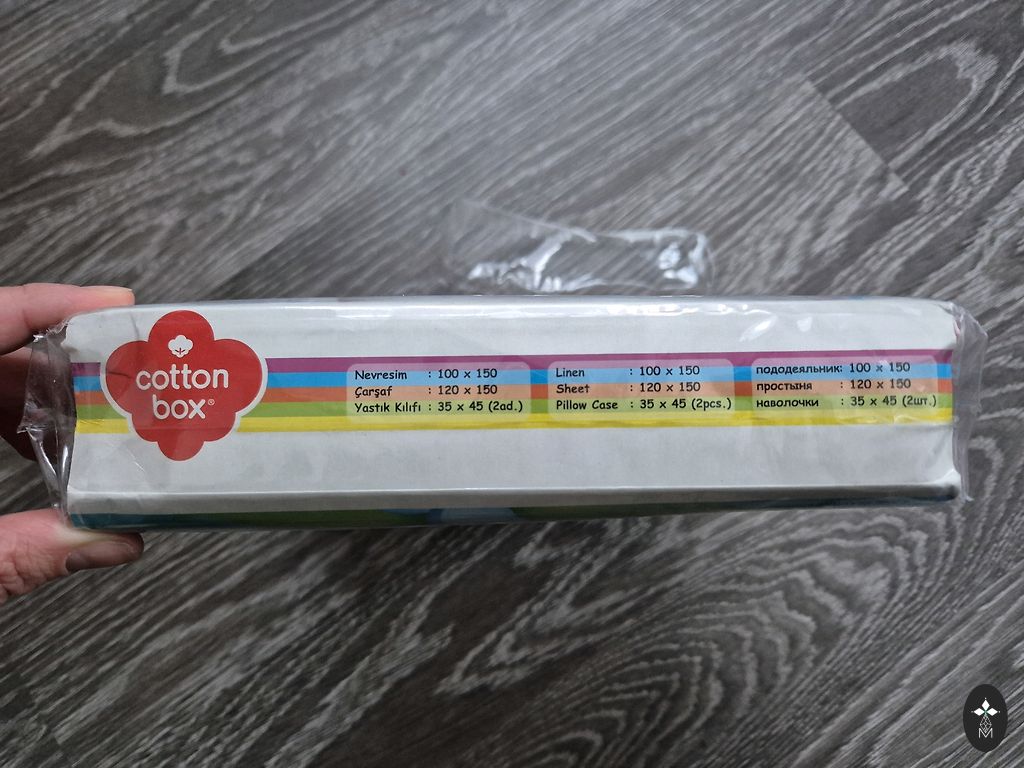 cotton
box®
Nevresim : 100 x 150
Çarşaf : 120 x 150
Yastık Kılıfı : 35 x 45 (2ad.)
Linen : 100 x 150
Sheet : 120 x 150
Pillow Case : 35 x 45 (2pcs.)
пододеяльник: 100 x 150
простыня : 120 x 150
наволочки : 35 x 45 (2шт.)
M